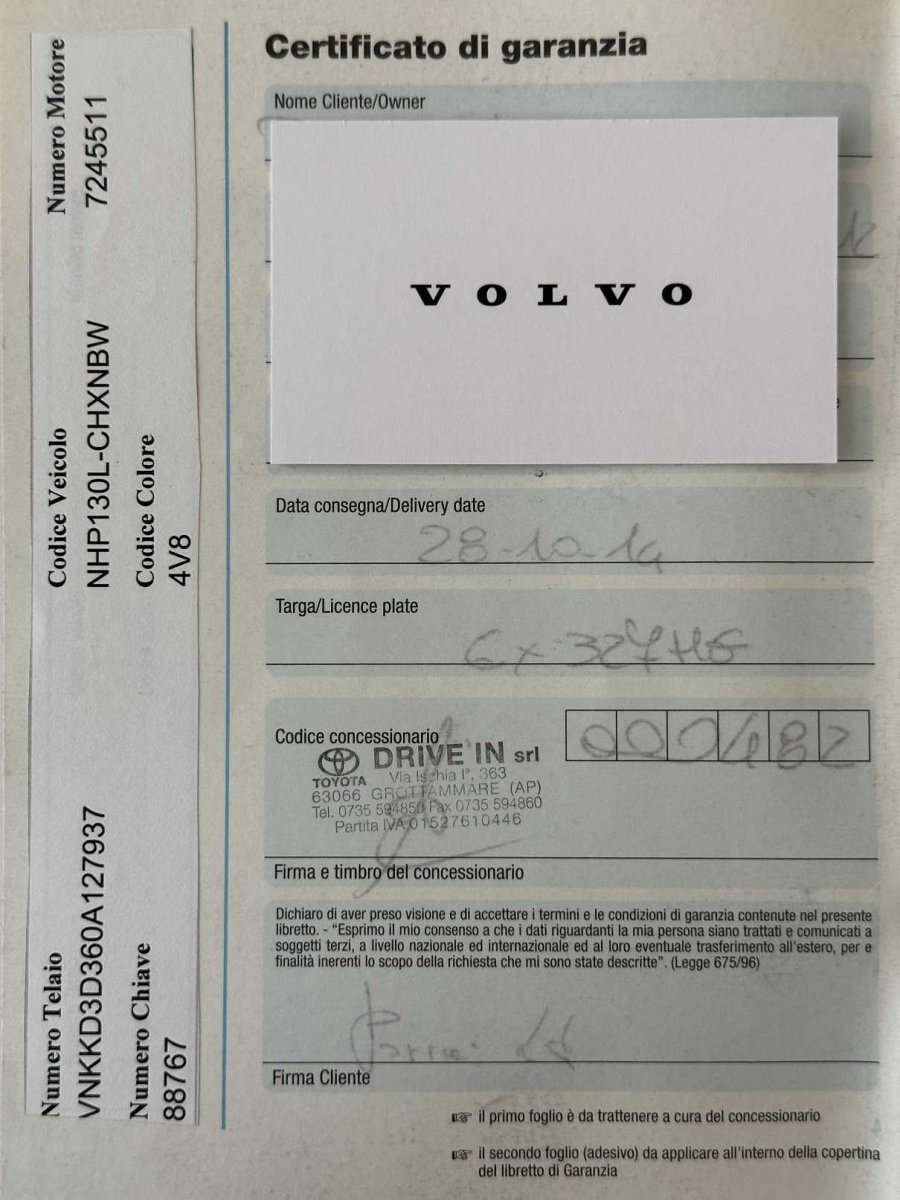 Numero Telaio
VNKKD3D360A127937
Numero Chiave
88767
Codice Veicolo
NHP130L-CHXNBW
Codice Colore
4V8
Numero Motore
7245511
Certificato di garanzia
Nome Cliente/Owner
VOLVO
Data consegna/Delivery date
28-10-14
Targa/Licence plate
327
Codice concessionario
000482
TOYOTA
DRIVE IN srl
Via Ischia I°, 363
63066 GROTTAMMARE (AP)
Tel. 0735 594850 Fax 0735 594860
Partita IVA 01527610446
Firma e timbro del concessionario
Dichiaro di aver preso visione e di accettare i termini e le condizioni di garanzia contenute nel presente
libretto. - “Esprimo il mio consenso a che i dati riguardanti la mia persona siano trattati e comunicati a
soggetti terzi, a livello nazionale ed internazionale ed al loro eventuale trasferimento all'estero, per e
finalità inerenti lo scopo della richiesta che mi sono state descritte”. (Legge 675/96)
Firma Cliente
☞ il primo foglio è da trattenere a cura del concessionario
☞ il secondo foglio (adesivo) da applicare all'interno della copertina
del libretto di Garanzia